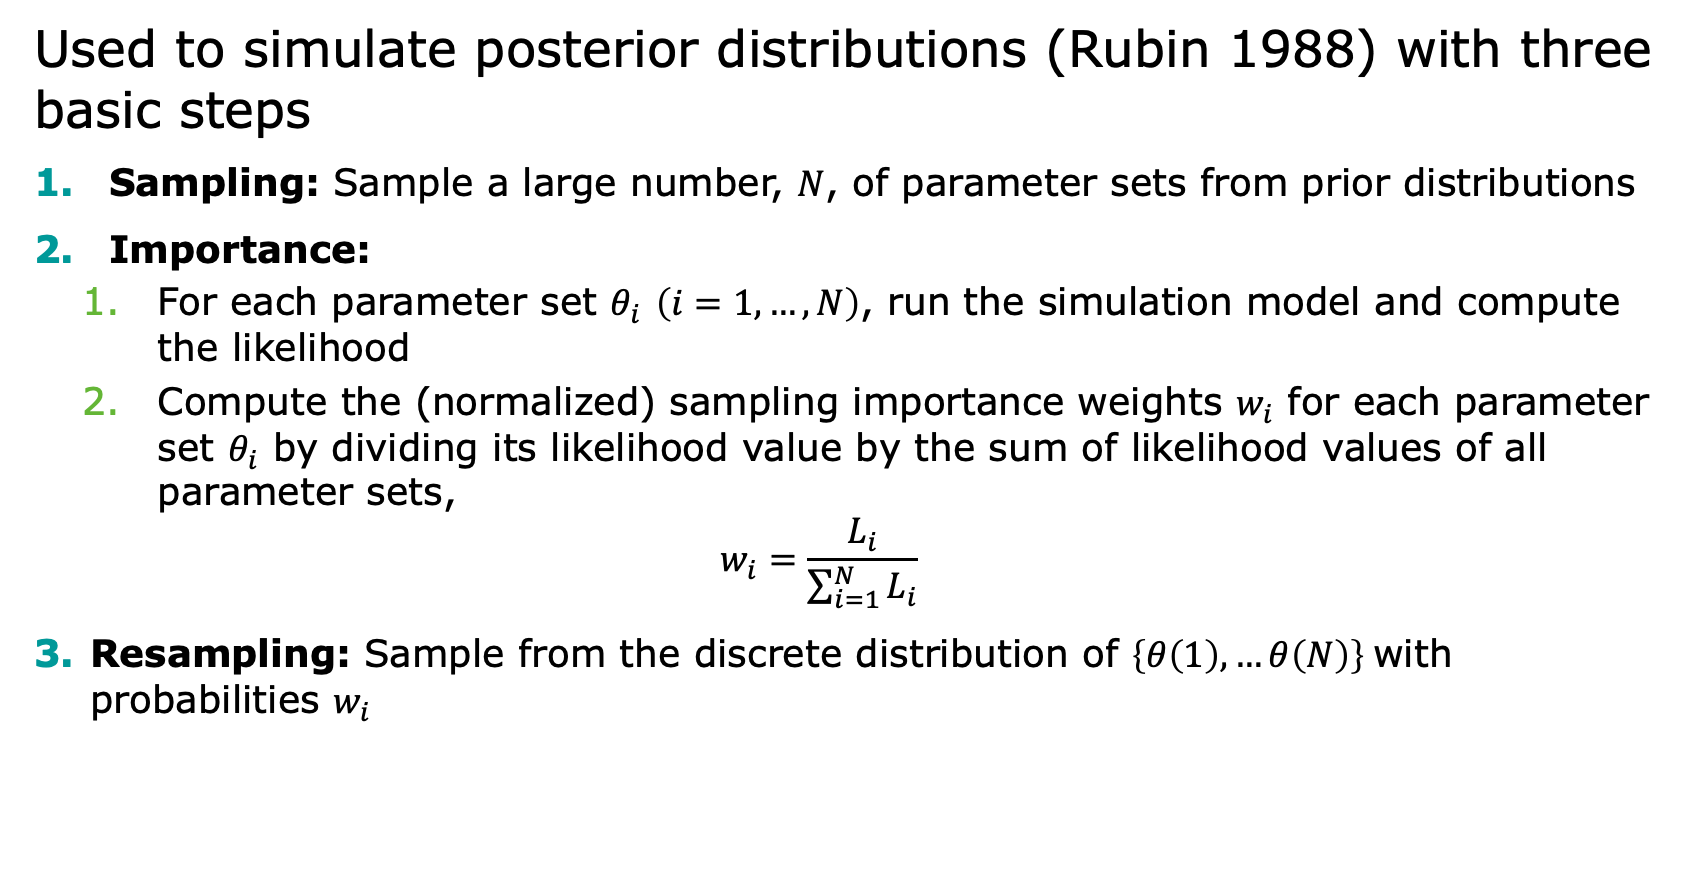 Used to simulate posterior distributions (Rubin 1988) with three
basic steps
1. Sampling: Sample a large number, N, of parameter sets from prior distributions
2. Importance:
1. For each parameter set θ_i (i = 1, ..., N), run the simulation model and compute
the likelihood
2. Compute the (normalized) sampling importance weights w_i for each parameter
set θ_i by dividing its likelihood value by the sum of likelihood values of all
parameter sets,
w_i = L_i / ∑_{i=1}^{N} L_i
3. Resampling: Sample from the discrete distribution of {θ(1), ... θ(N)} with
probabilities w_i